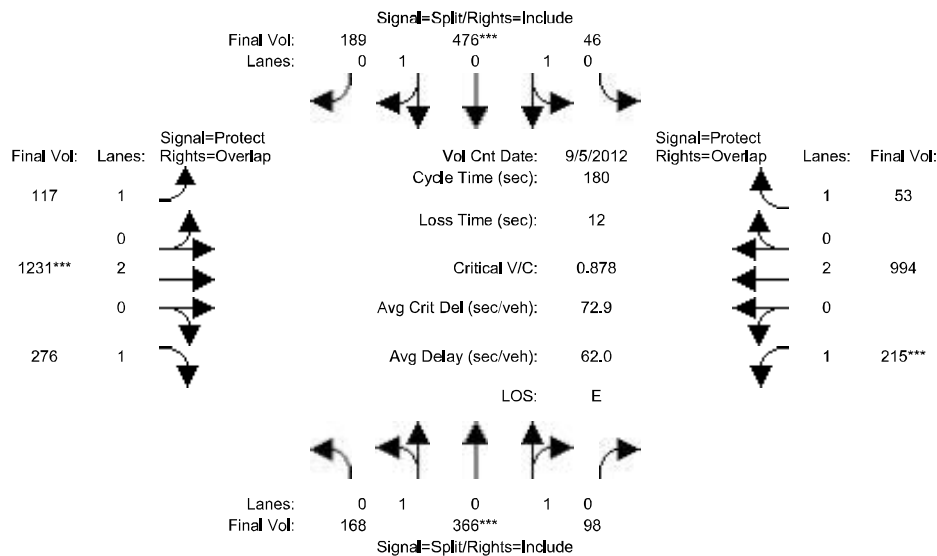 Signal=Split/Rights=Include
Final Vol: 189 476*** 46
Lanes: 0 1 0 1 0
Signal=Protect Signal=Protect
Final Vol: Lanes: Rights=Overlap Vol Cnt Date: 9/5/2012 Rights=Overlap Lanes: Final Vol:
Cycle Time (sec): 180
117 1 1 53
Loss Time (sec): 12
0 0
1231*** 2 Critical V/C: 0.878 2 994
0 Avg Crit Del (sec/veh): 72.9 0
276 1 Avg Delay (sec/veh): 62.0 1 215***
LOS: E
Lanes: 0 1 0 1 0
Final Vol: 168 366*** 98
Signal=Split/Rights=Include